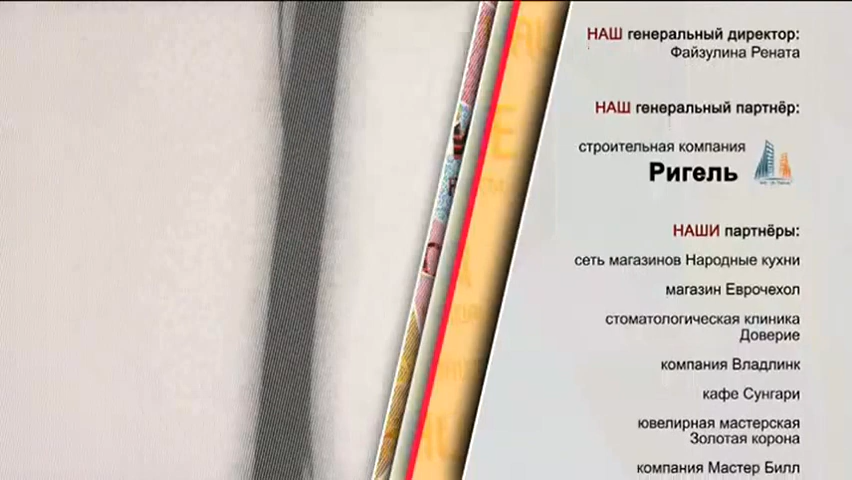 НАШ генеральный директор:
Файзулина Рената
НАШ генеральный партнёр:
строительная компания
Ригель
НАШИ партнёры:
сеть магазинов Народные кухни
магазин Еврочехол
стоматологическая клиника
Доверие
компания Владлинк
кафе Сунгари
ювелирная мастерская
Золотая корона
компания Мастер Билл